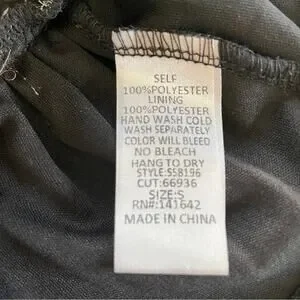 SELF
100%POLYESTER
LINING
100%POLYESTER
HAND WASH COLD
WASH SEPARATELY
COLOR WILL BLEED
NO BLEACH
HANG TO DRY
STYLE:S58196
CUT:66936
SIZE:S
RN#:141642
MADE IN CHINA